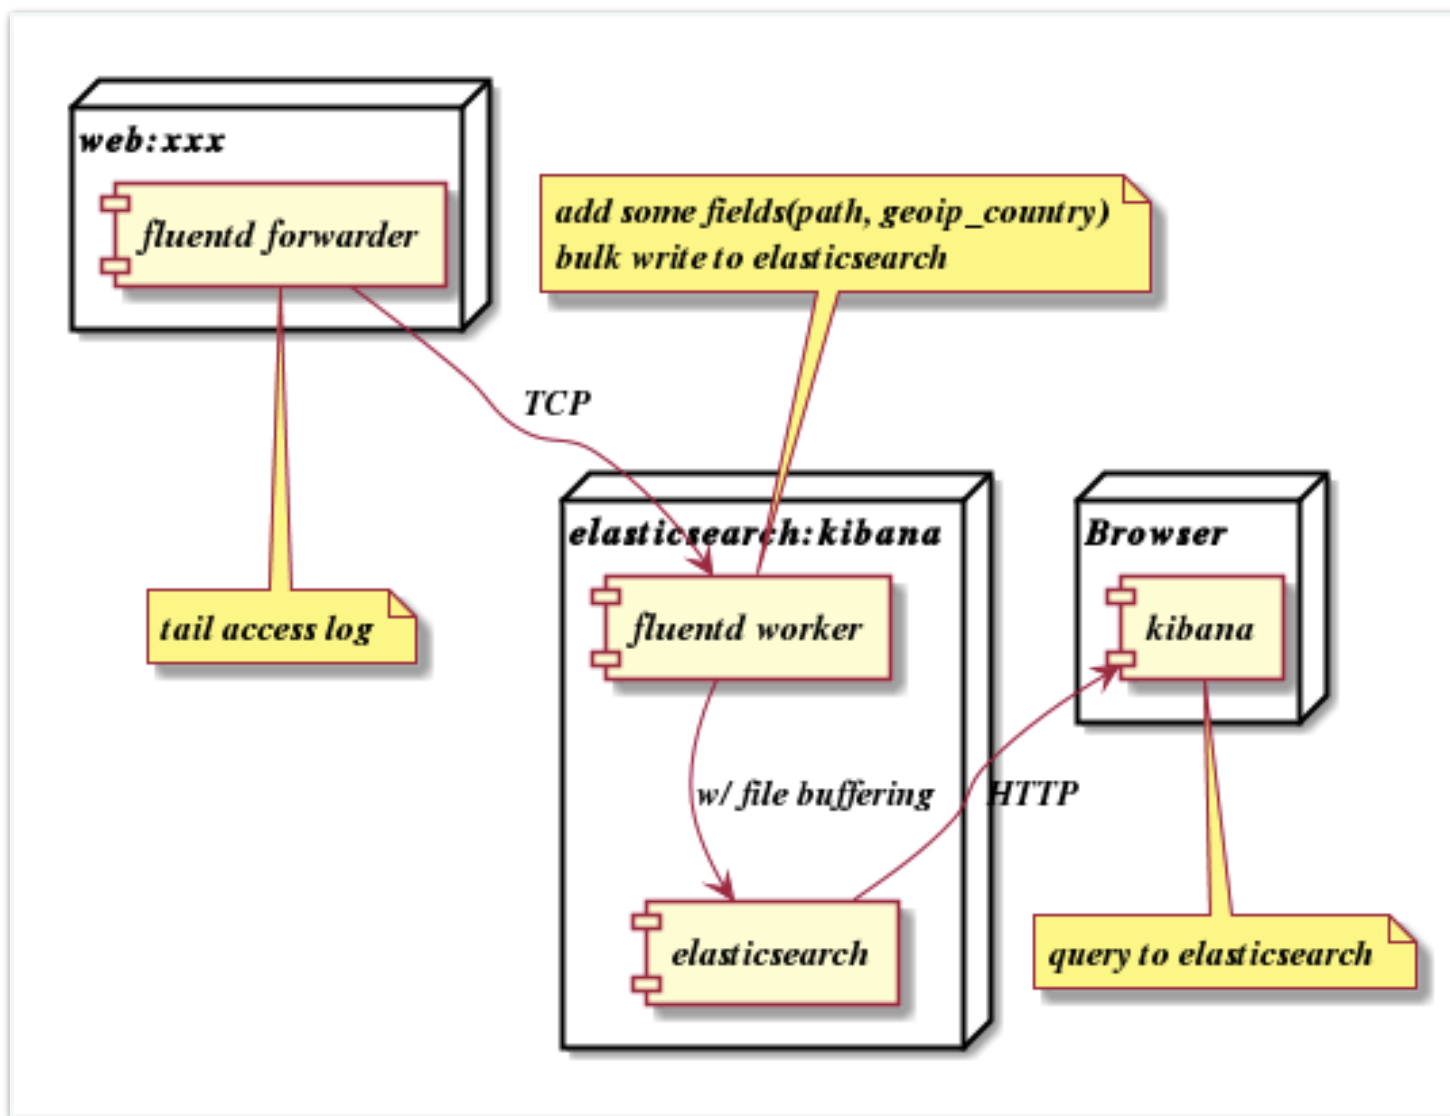 web:xxx
fluentd forwarder
add some fields(path, geoip_country)
bulk write to elasticsearch
TCP
elasticsearch:kibana
Browser
fluentd worker
kibana
tail access log
w/ file buffering
HTTP
elasticsearch
query to elasticsearch